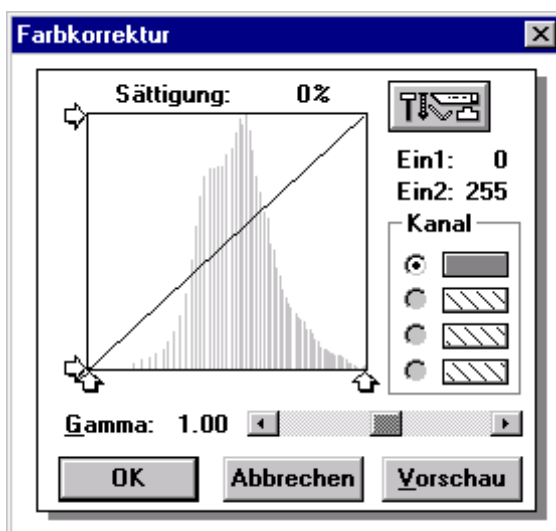 Farbkorrektur
Sättigung: 0%
Ein1: 0
Ein2: 255
Kanal
Gamma: 1.00
OK
Abbrechen
Vorschau